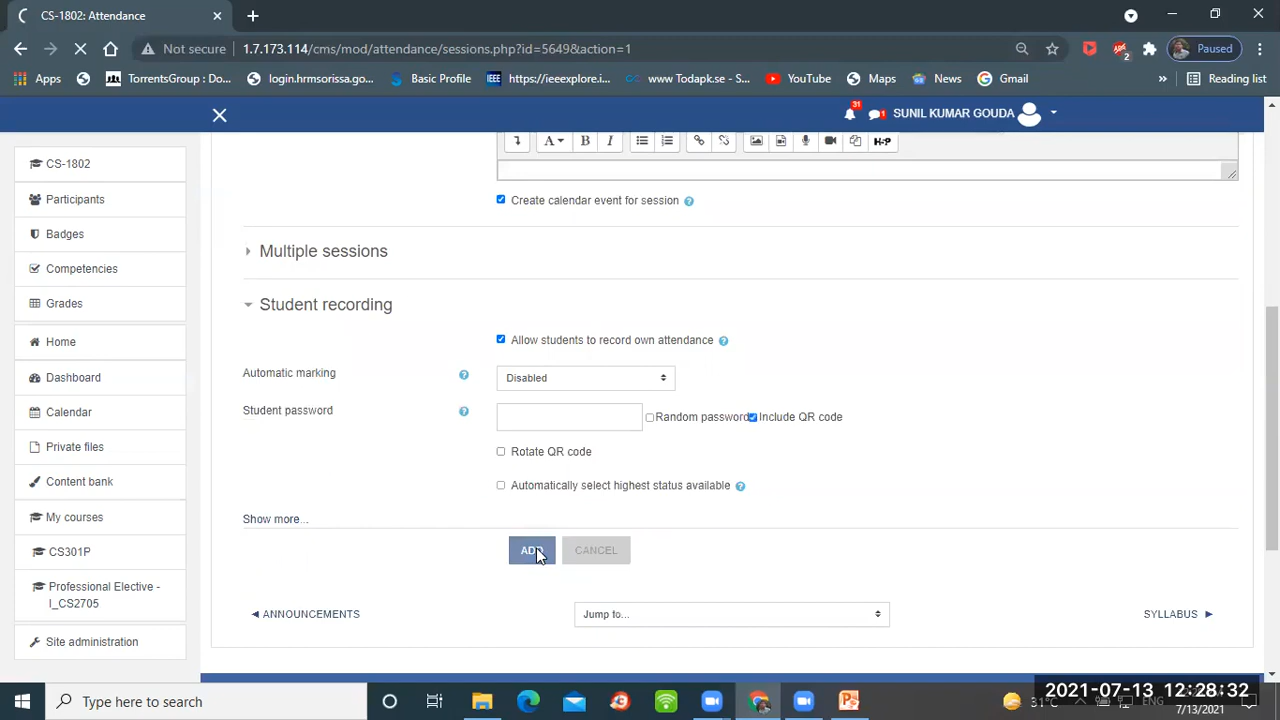 CS-1802: Attendance
Not secure 1.7.173.114/cms/mod/attendance/sessions.php?id=5649&action=1 Paused
Apps TorrentsGroup : Do... login.hrmsorissa.go... Basic Profile https://ieeexplore.i... www Todapk.is - S... YouTube Maps News Gmail » Reading list
31 1 SUNIL KUMAR GOUDA
A B I H-P
CS-1802
Participants
Badges
Competencies
Grades
Home
Dashboard
Calendar
Private files
Content bank
My courses
CS301P
Professional Elective -
I_CS2705
Site administration
Create calendar event for session
Multiple sessions
Student recording
Allow students to record own attendance
Automatic marking Disabled
Student password Random password Include QR code
Rotate QR code
Automatically select highest status available
Show more...
ADD CANCEL
ANNOUNCEMENTS Jump to... SYLLABUS
Type here to search 31°C ENG
2021-07-13 12:28:32
7/13/2021